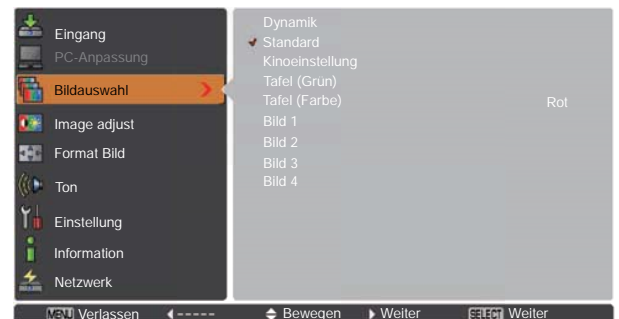 Eingang
PC-Anpassung
Bildauswahl
Image adjust
Format Bild
Ton
Einstellung
Information
Netzwerk
Dynamik
Standard
Kinoeinstellung
Tafel (Grün)
Tafel (Farbe) Rot
Bild 1
Bild 2
Bild 3
Bild 4
MENU Verlassen ----- Bewegen Weiter SELECT Weiter